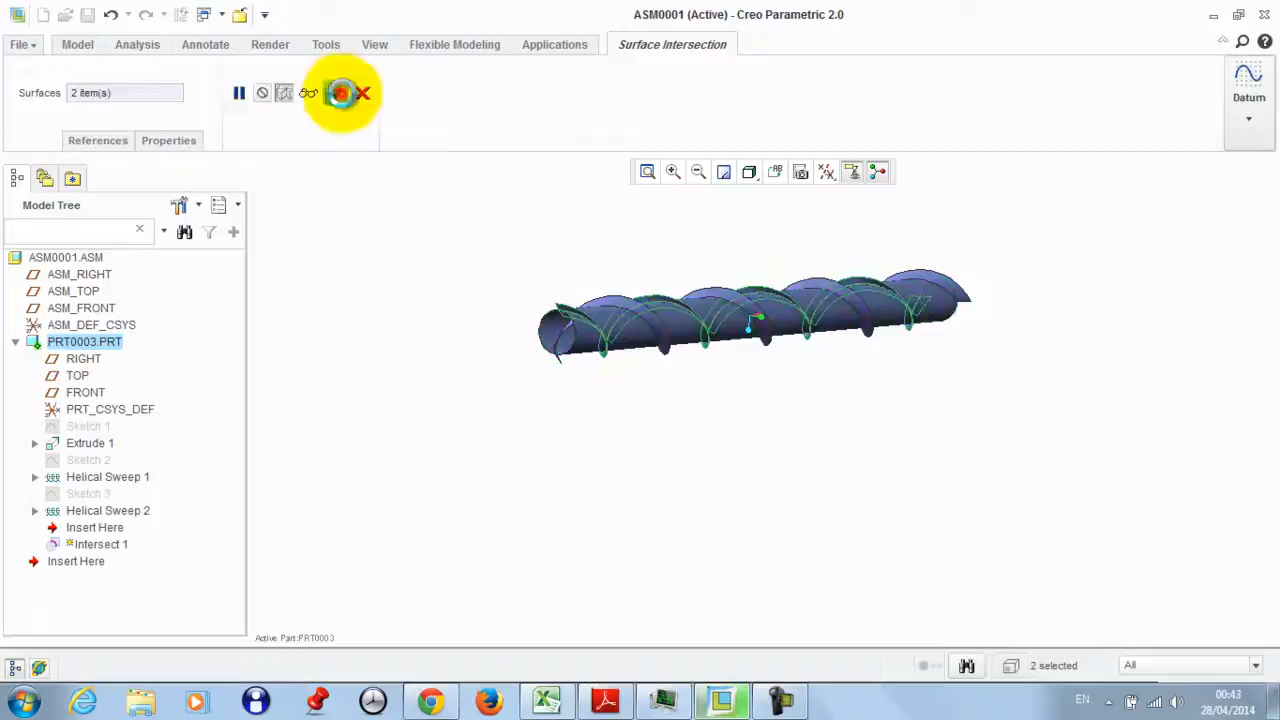 ASM0001 (Active) - Creo Parametric 2.0
File Model Analysis Annotate Render Tools View Flexible Modeling Applications Surface Intersection
Surfaces 2 item(s)
Datum
References Properties
Model Tree
ASM0001.ASM
ASM_RIGHT
ASM_TOP
ASM_FRONT
ASM_DEF_CSYS
PRT0003.PRT
RIGHT
TOP
FRONT
PRT_CSYS_DEF
Sketch 1
Extrude 1
Sketch 2
Helical Sweep 1
Sketch 3
Helical Sweep 2
Insert Here
Intersect 1
Insert Here
Active Part:PRT0003
2 selected All
EN
00:43
28/04/2014